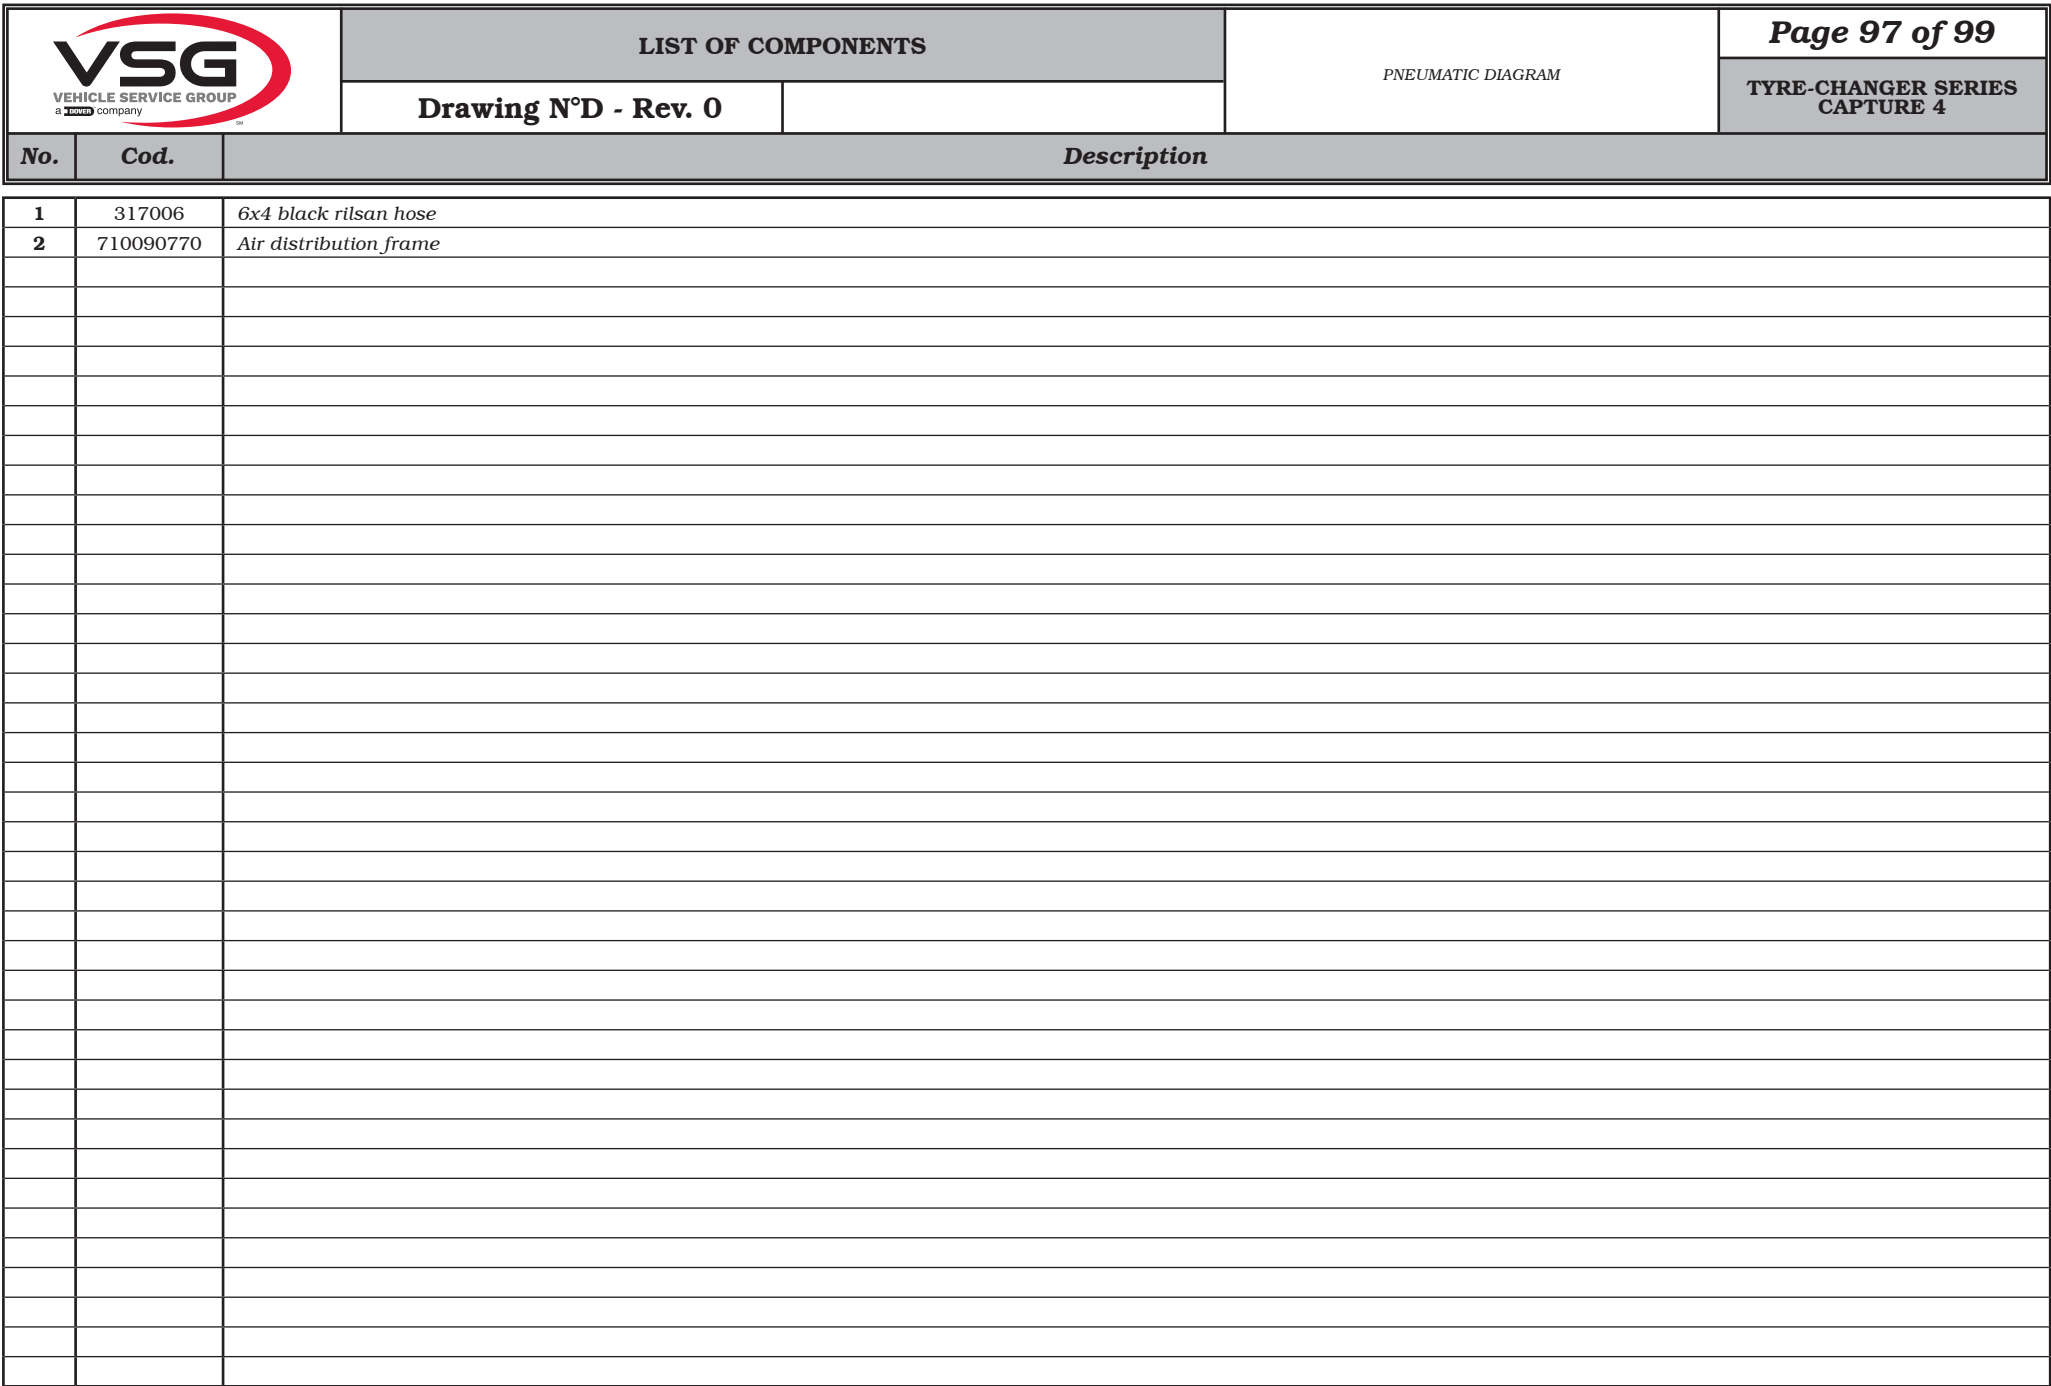 VSG
VEHICLE SERVICE GROUP
a DOVER company
SM
LIST OF COMPONENTS
Drawing N°D - Rev. 0
PNEUMATIC DIAGRAM
Page 97 of 99
TYRE-CHANGER SERIES
CAPTURE 4
No. Cod. Description
1 317006 6x4 black rilsan hose
2 710090770 Air distribution frame